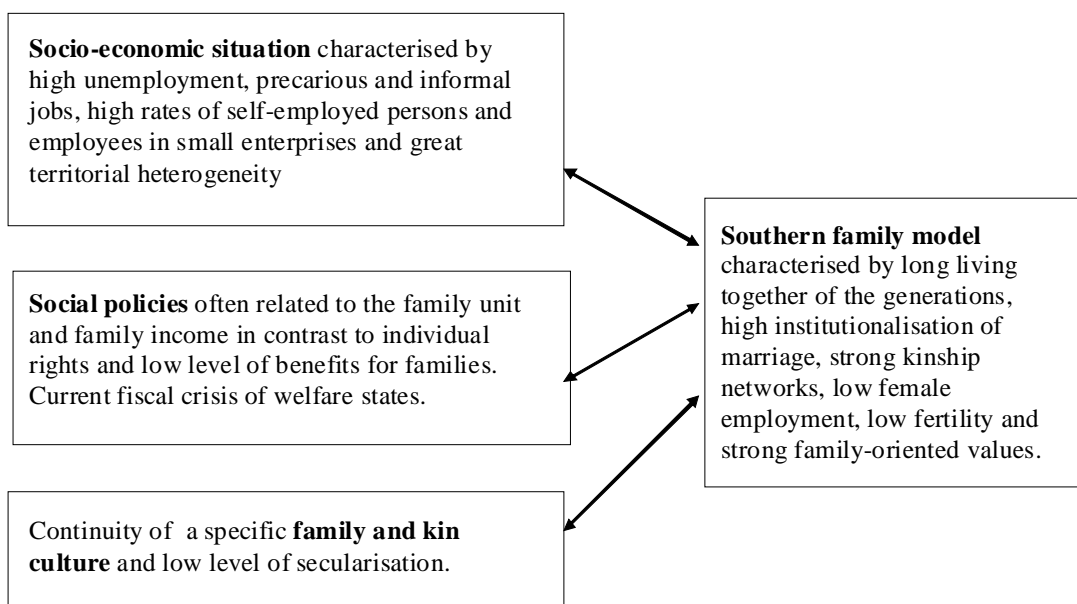 Socio-economic situation characterised by
high unemployment, precarious and informal
jobs, high rates of self-employed persons and
employees in small enterprises and great
territorial heterogeneity
Social policies often related to the family unit
and family income in contrast to individual
rights and low level of benefits for families.
Current fiscal crisis of welfare states.
Continuity of a specific family and kin
culture and low level of secularisation.
Southern family model
characterised by long living
together of the generations,
high institutionalisation of
marriage, strong kinship
networks, low female
employment, low fertility and
strong family-oriented values.